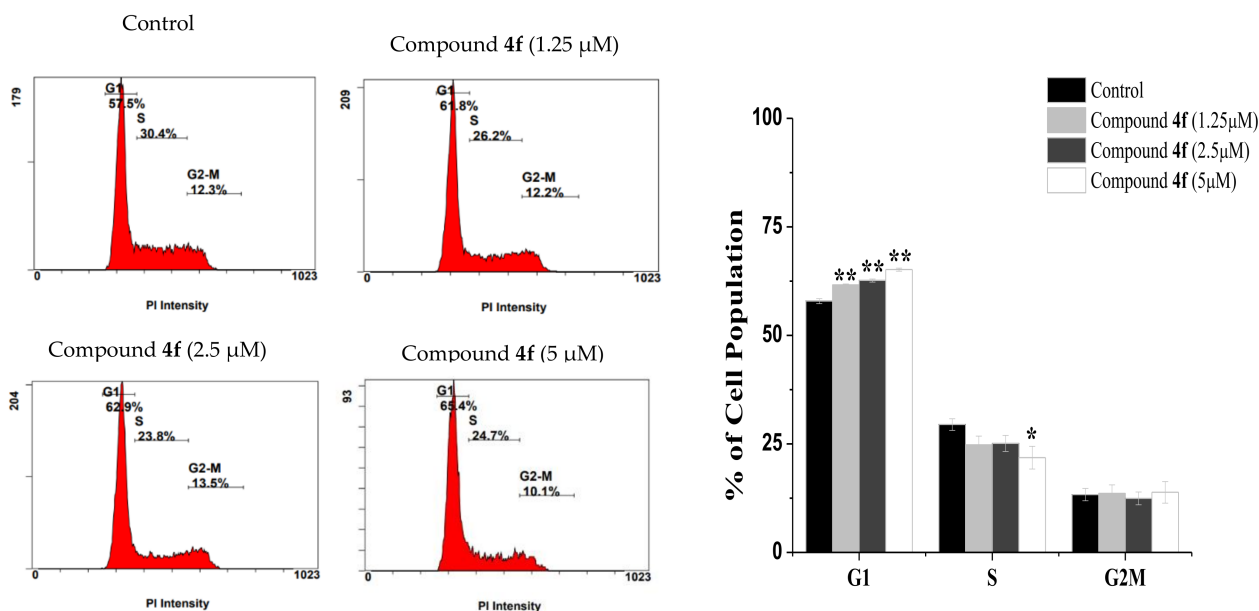 Control
179
G1
57.5%
S
30.4%
G2-M
12.3%
0
1023
PI Intensity
Compound 4f (1.25 μM)
209
G1
61.8%
S
26.2%
G2-M
12.2%
0
1023
PI Intensity
Compound 4f (2.5 μM)
204
G1
62.9%
S
23.8%
G2-M
13.5%
0
1023
PI Intensity
Compound 4f (5 μM)
93
G1
65.4%
S
24.7%
G2-M
10.1%
0
1023
PI Intensity
Control
Compound 4f (1.25μM)
Compound 4f (2.5μM)
Compound 4f (5μM)
% of Cell Population
100
75
50
25
0
** ** **
*
G1 S G2M